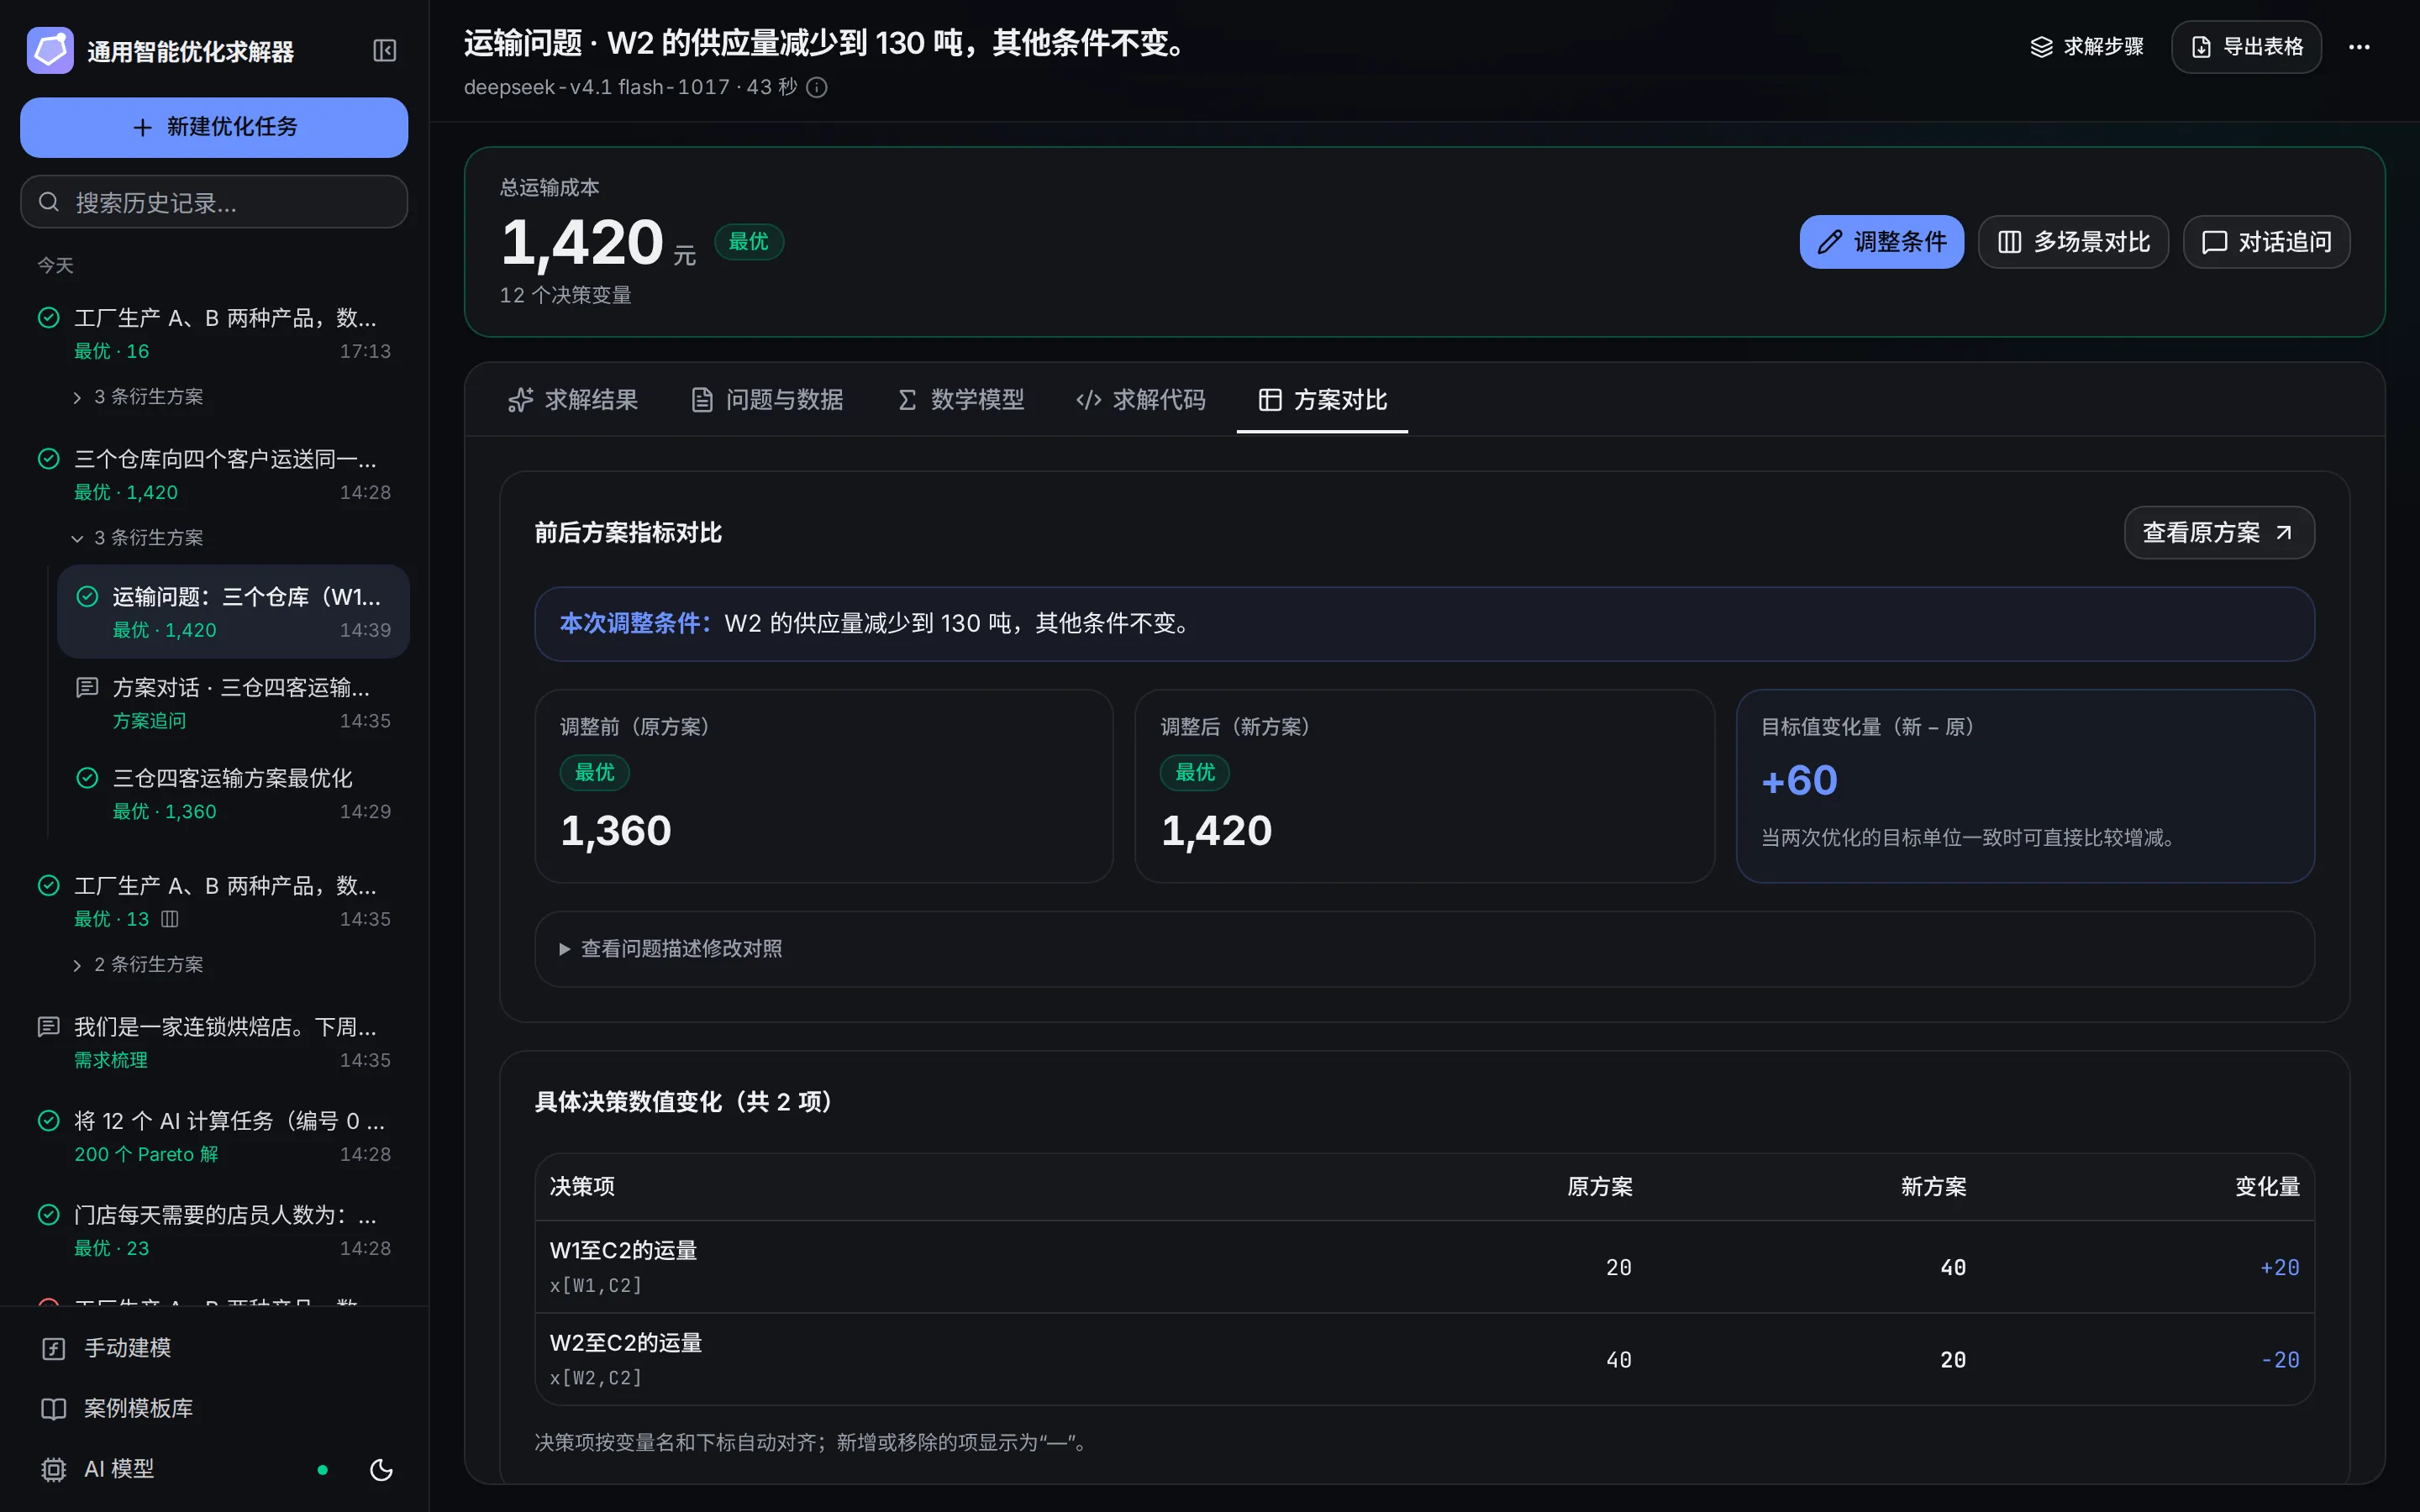 通用智能优化求解器
新建优化任务
搜索历史记录...
今天
工厂生产 A、B 两种产品，数...
最优 · 16 17:13
3 条衍生方案
三个仓库向四个客户运送同一...
最优 · 1,420 14:28
3 条衍生方案
运输问题：三个仓库（W1...
最优 · 1,420 14:39
方案对话 · 三仓四客运输...
方案追问 14:35
三仓四客运输方案最优化
最优 · 1,360 14:29
工厂生产 A、B 两种产品，数...
最优 · 13 14:35
2 条衍生方案
我们是一家连锁烘焙店。下周...
需求梳理 14:35
将 12 个 AI 计算任务（编号 0 ...
200 个 Pareto 解 14:28
门店每天需要的店员人数为：...
最优 · 23 14:28
工厂生产 A、B 两种产品，数...
手动建模
案例模板库
AI 模型
运输问题 · W2 的供应量减少到 130 吨，其他条件不变。
deepseek-v4.1 flash-1017 · 43 秒
求解步骤
导出表格
总运输成本
1,420 元 最优
12 个决策变量
调整条件
多场景对比
对话追问
求解结果
问题与数据
数学模型
求解代码
方案对比
前后方案指标对比
查看原方案
本次调整条件：W2 的供应量减少到 130 吨，其他条件不变。
调整前（原方案）
最优
1,360
调整后（新方案）
最优
1,420
目标值变化量（新 – 原）
+60
当两次优化的目标单位一致时可直接比较增减。
查看问题描述修改对照
具体决策数值变化（共 2 项）
决策项 原方案 新方案 变化量
W1至C2的运量
x[W1,C2]
20 40 +20
W2至C2的运量
x[W2,C2]
40 20 -20
决策项按变量名和下标自动对齐；新增或移除的项显示为“—”。